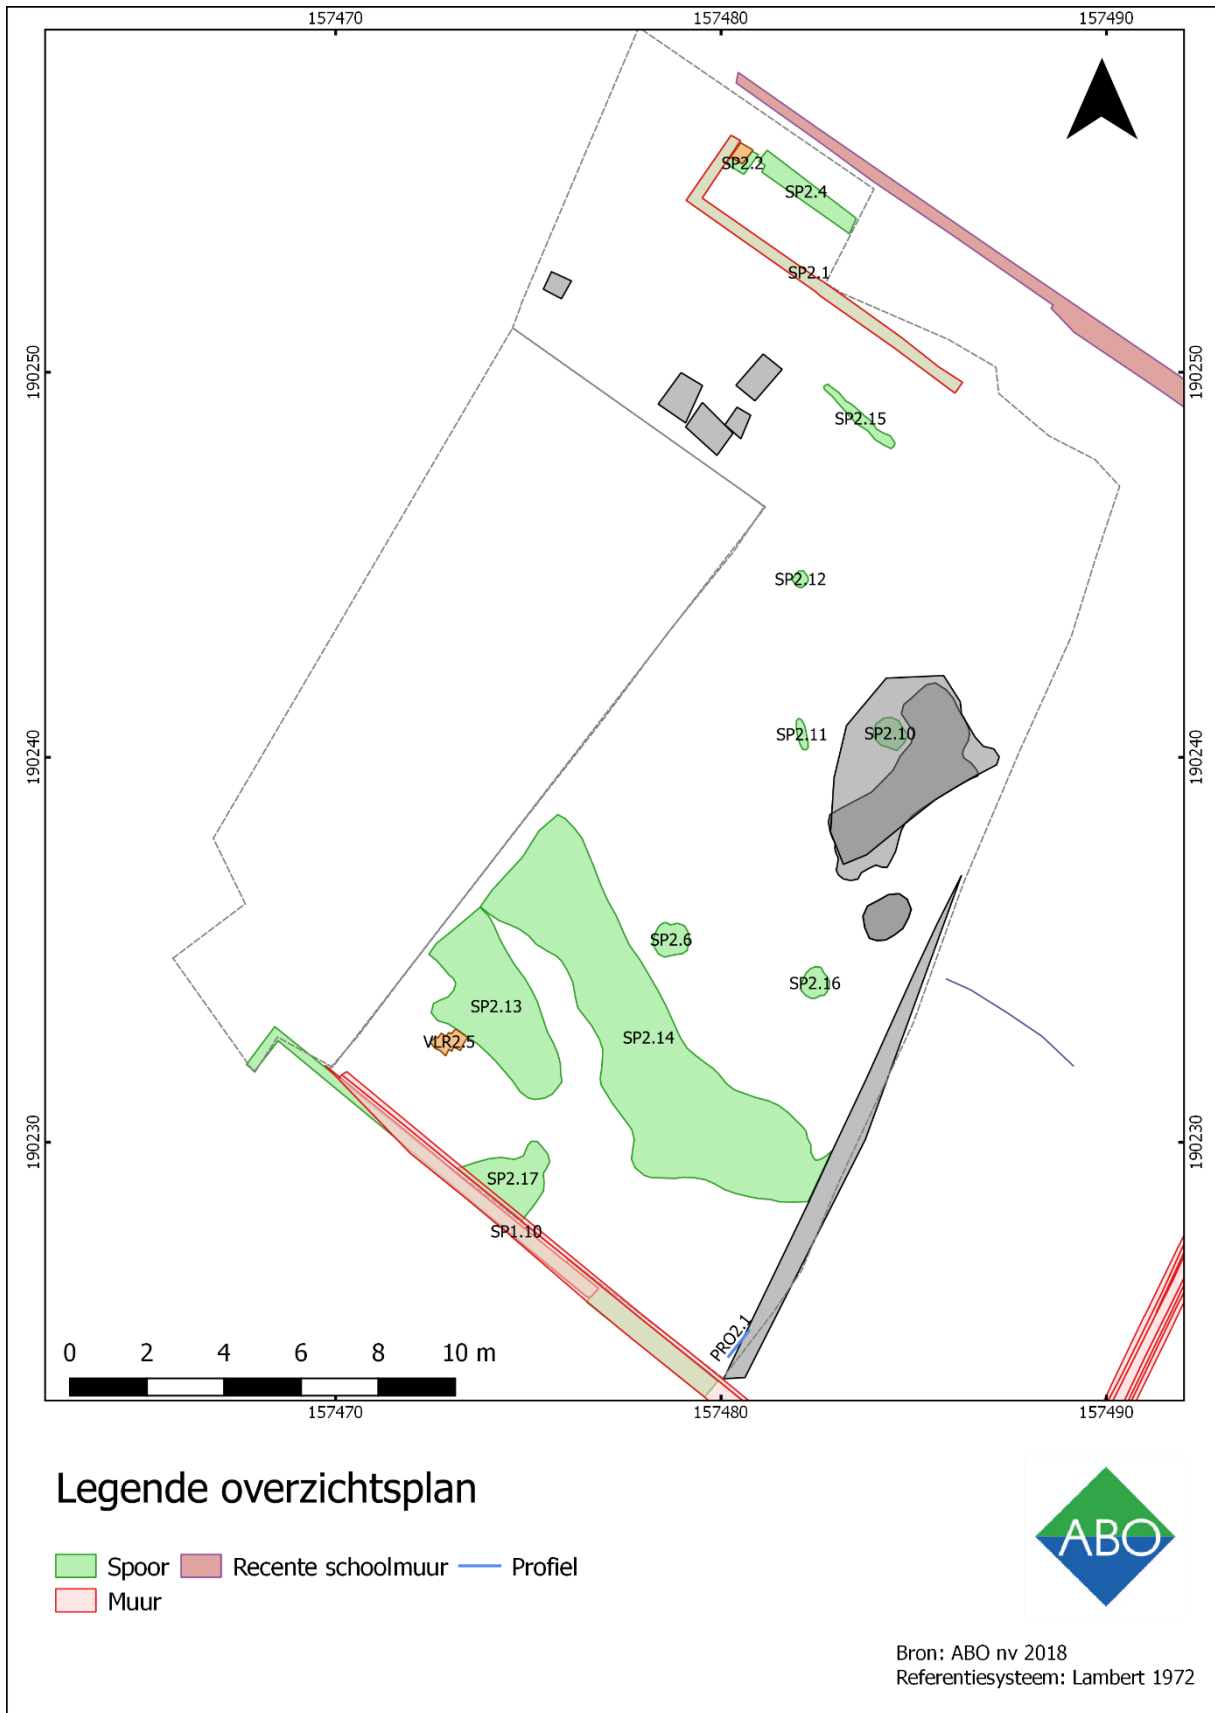 157470 157480 157490
SP2.2
SP2.4
SP2.1
190250 190250
SP2.15
SP2.12
SP2.11 SP2.10
190240 190240
SP2.6
SP2.16
SP2.13
SP2.14
VLR2.5
190230 190230
SP2.17
SP1.10
PRO2.1
0 2 4 6 8 10 m
157470 157480 157490
Legende overzichtsplan
Spoor Recente schoolmuur Profiel
Muur
ABO
Bron: ABO nv 2018
Referentiesysteem: Lambert 1972